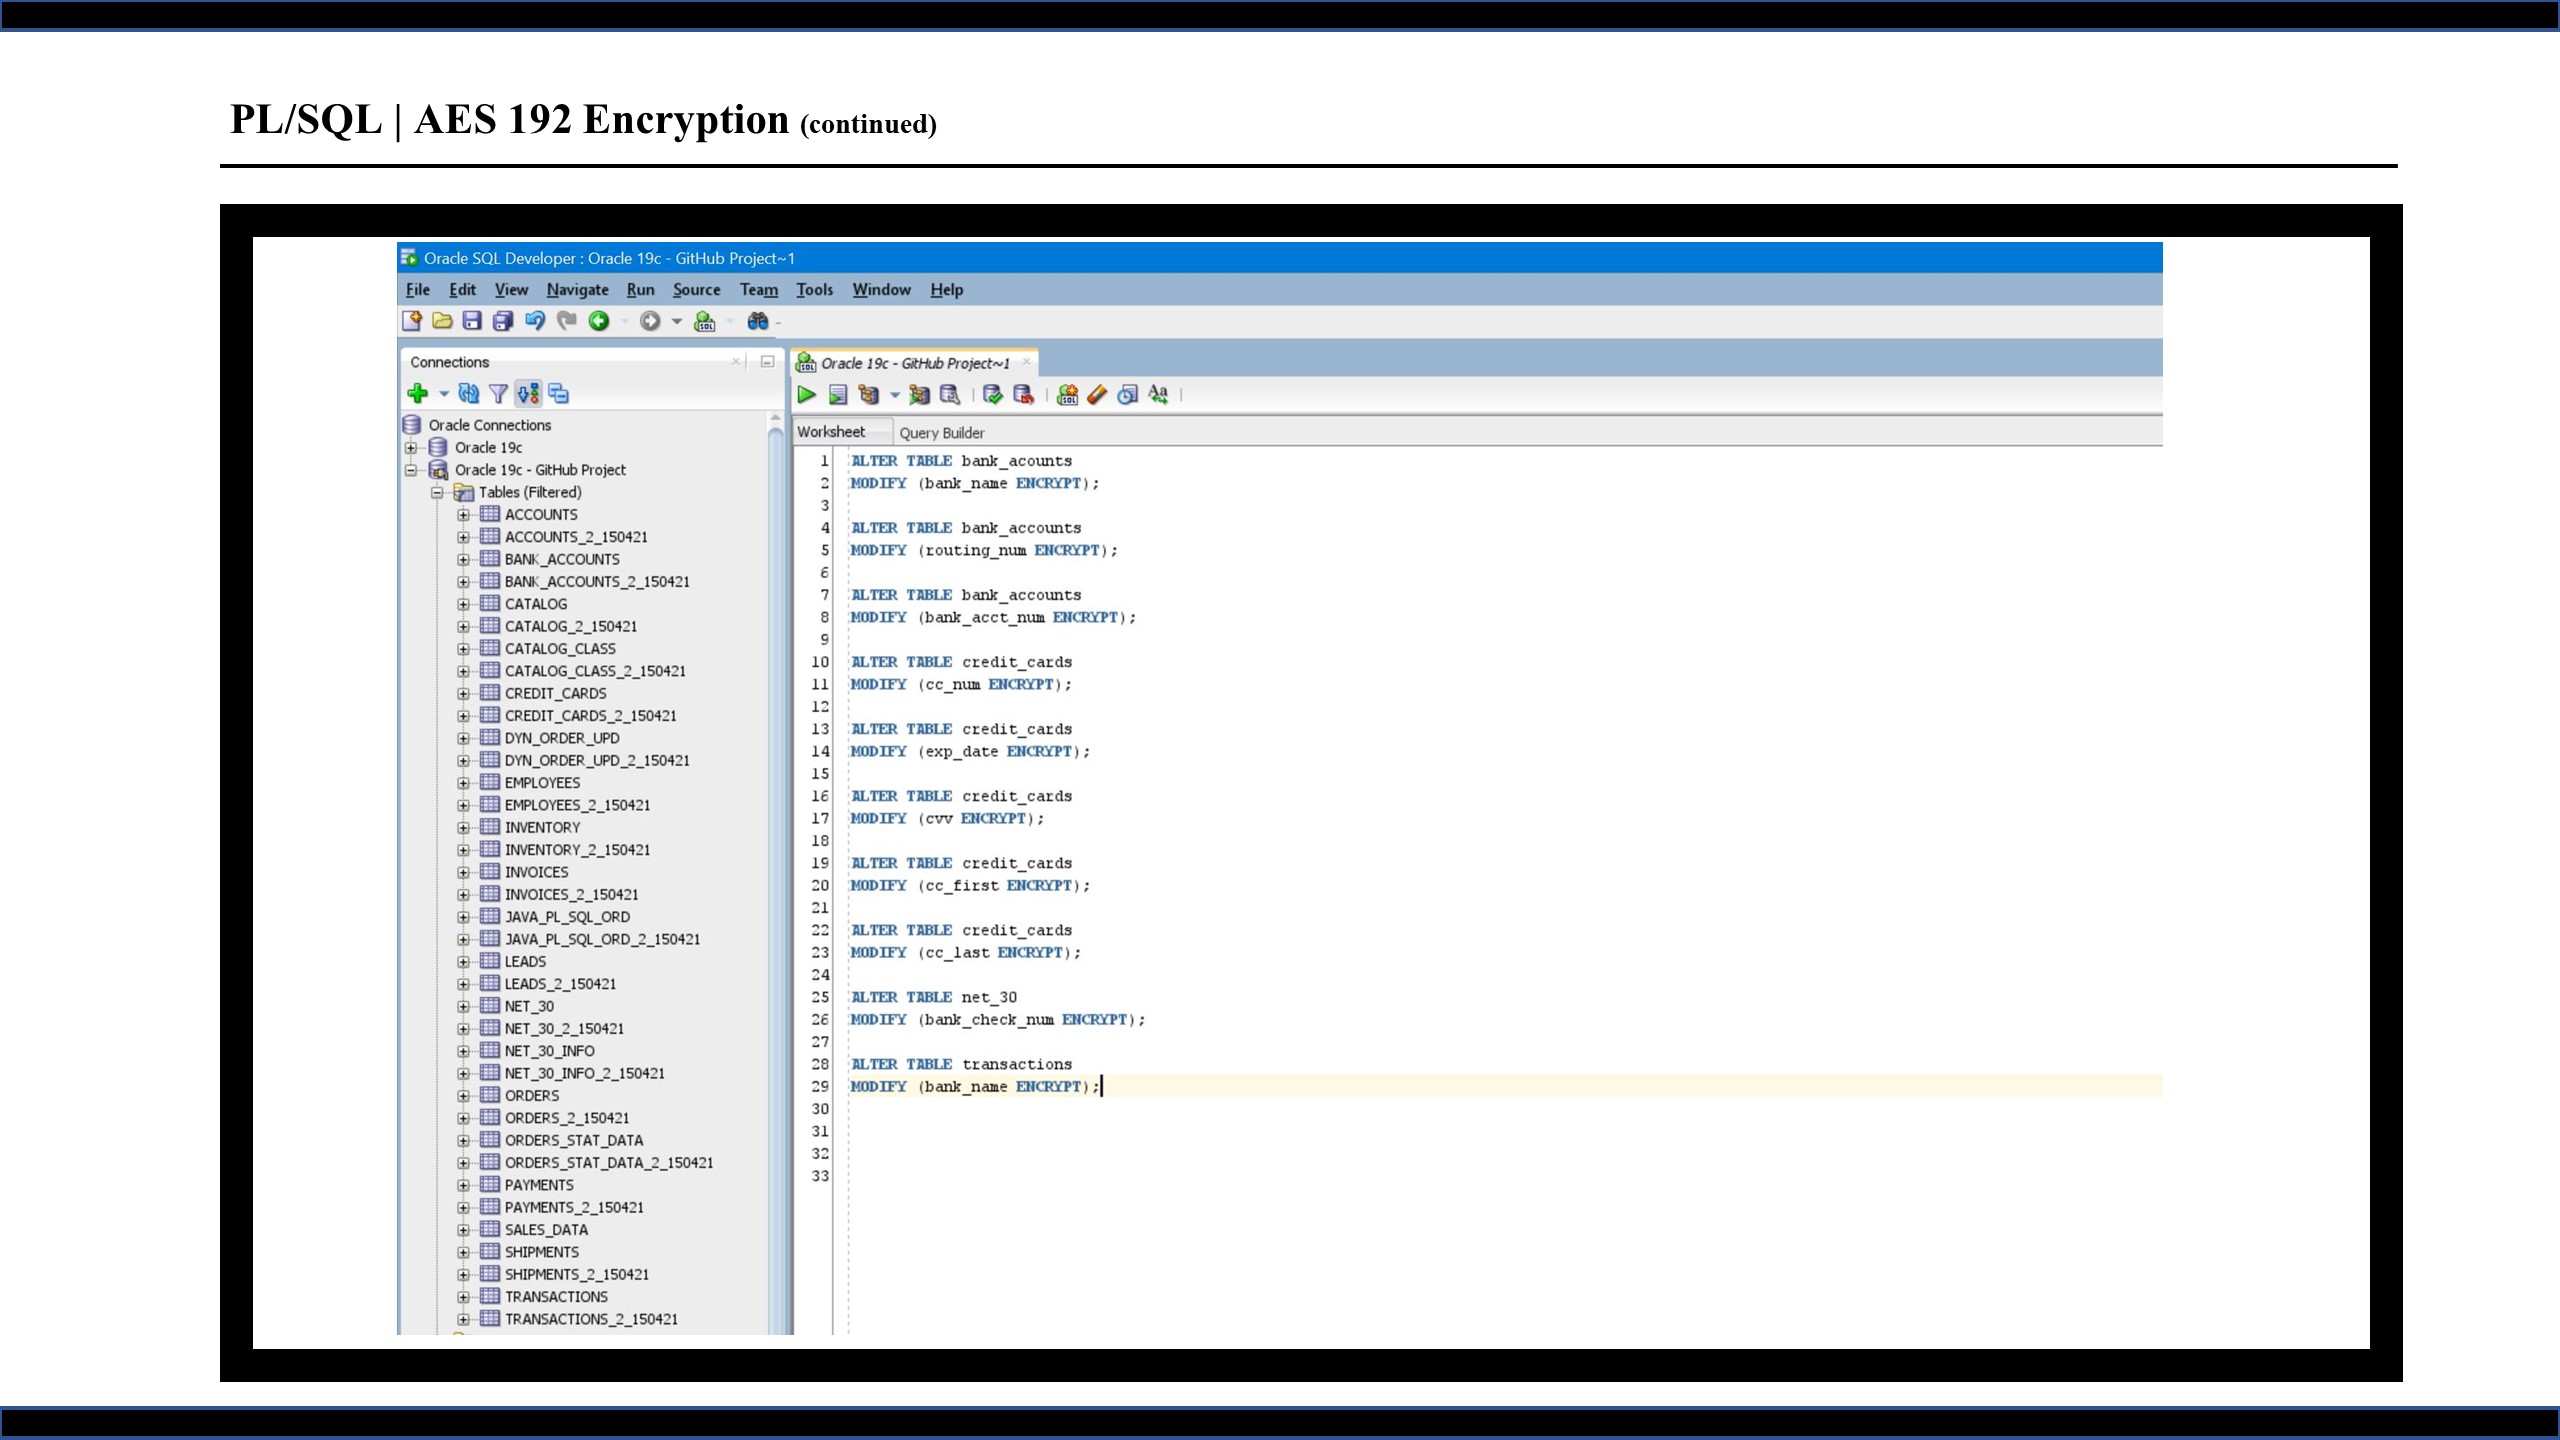 PL/SQL | AES 192 Encryption (continued)
Oracle SQL Developer : Oracle 19c - GitHub Project~1
File Edit View Navigate Run Source Team Tools Window Help
Connections
Oracle Connections
Oracle 19c
Oracle 19c - GitHub Project
Tables (Filtered)
ACCOUNTS
ACCOUNTS_2_150421
BANK_ACCOUNTS
BANK_ACCOUNTS_2_150421
CATALOG
CATALOG_2_150421
CATALOG_CLASS
CATALOG_CLASS_2_150421
CREDIT_CARDS
CREDIT_CARDS_2_150421
DYN_ORDER_UPD
DYN_ORDER_UPD_2_150421
EMPLOYEES
EMPLOYEES_2_150421
INVENTORY
INVENTORY_2_150421
INVOICES
INVOICES_2_150421
JAVA_PL_SQL_ORD
JAVA_PL_SQL_ORD_2_150421
LEADS
LEADS_2_150421
NET_30
NET_30_2_150421
NET_30_INFO
NET_30_INFO_2_150421
ORDERS
ORDERS_2_150421
ORDERS_STAT_DATA
ORDERS_STAT_DATA_2_150421
PAYMENTS
PAYMENTS_2_150421
SALES_DATA
SHIPMENTS
SHIPMENTS_2_150421
TRANSACTIONS
TRANSACTIONS_2_150421
Oracle 19c - GitHub Project~1
Worksheet Query Builder
1 ALTER TABLE bank_acounts
2 MODIFY (bank_name ENCRYPT);
3
4 ALTER TABLE bank_accounts
5 MODIFY (routing_num ENCRYPT);
6
7 ALTER TABLE bank_accounts
8 MODIFY (bank_acct_num ENCRYPT);
9
10 ALTER TABLE credit_cards
11 MODIFY (cc_num ENCRYPT);
12
13 ALTER TABLE credit_cards
14 MODIFY (exp_date ENCRYPT);
15
16 ALTER TABLE credit_cards
17 MODIFY (cvv ENCRYPT);
18
19 ALTER TABLE credit_cards
20 MODIFY (cc_first ENCRYPT);
21
22 ALTER TABLE credit_cards
23 MODIFY (cc_last ENCRYPT);
24
25 ALTER TABLE net_30
26 MODIFY (bank_check_num ENCRYPT);
27
28 ALTER TABLE transactions
29 MODIFY (bank_name ENCRYPT);
30
31
32
33